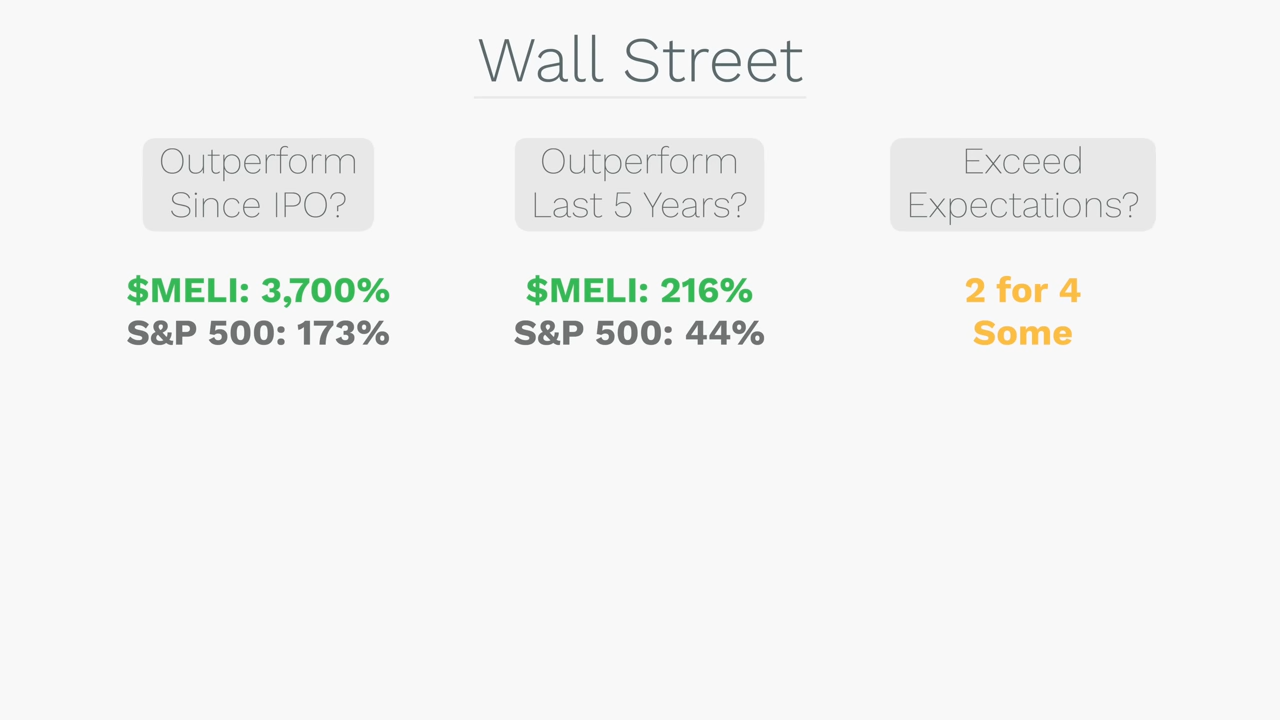 Wall Street
Outperform
Since IPO?
$MELI: 3,700%
S&P 500: 173%
Outperform
Last 5 Years?
$MELI: 216%
S&P 500: 44%
Exceed
Expectations?
2 for 4
Some